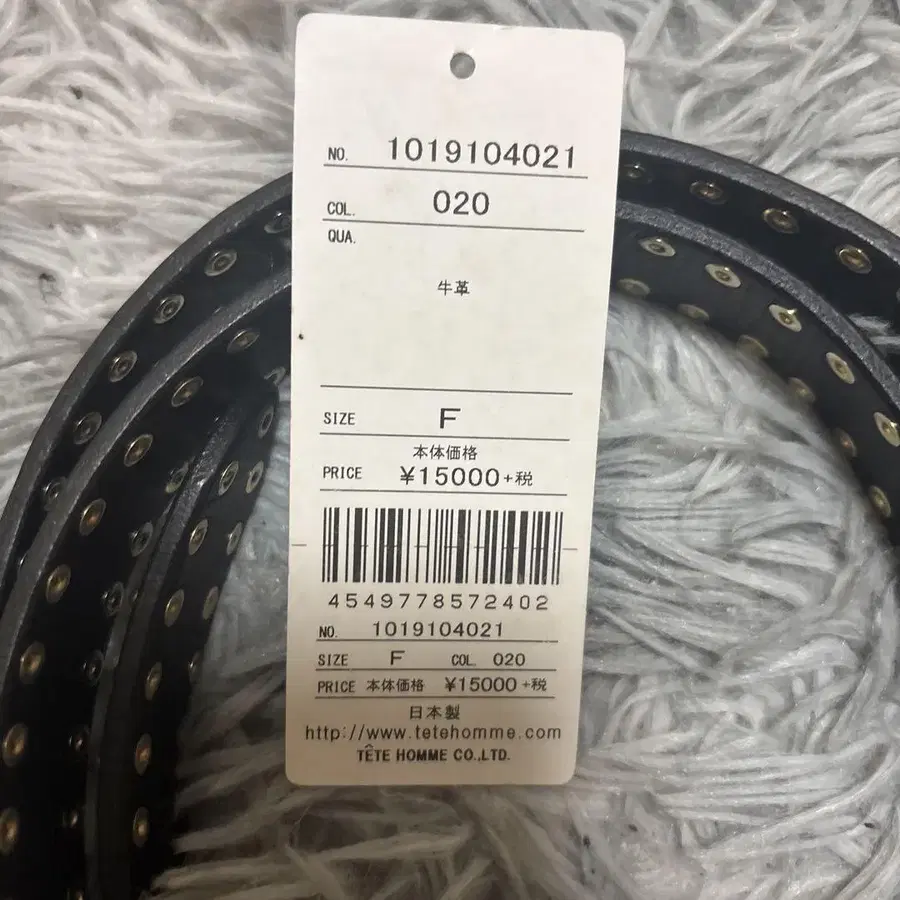 NO. 1019104021
COL. 020
QUA.
牛革
SIZE F
本体価格
PRICE ¥15000+税
4549778572402
NO. 1019104021
SIZE F COL. 020
PRICE 本体価格 ¥15000+税
日本製
http://www.tetehomme.com
TÊTE HOMME CO.,LTD.